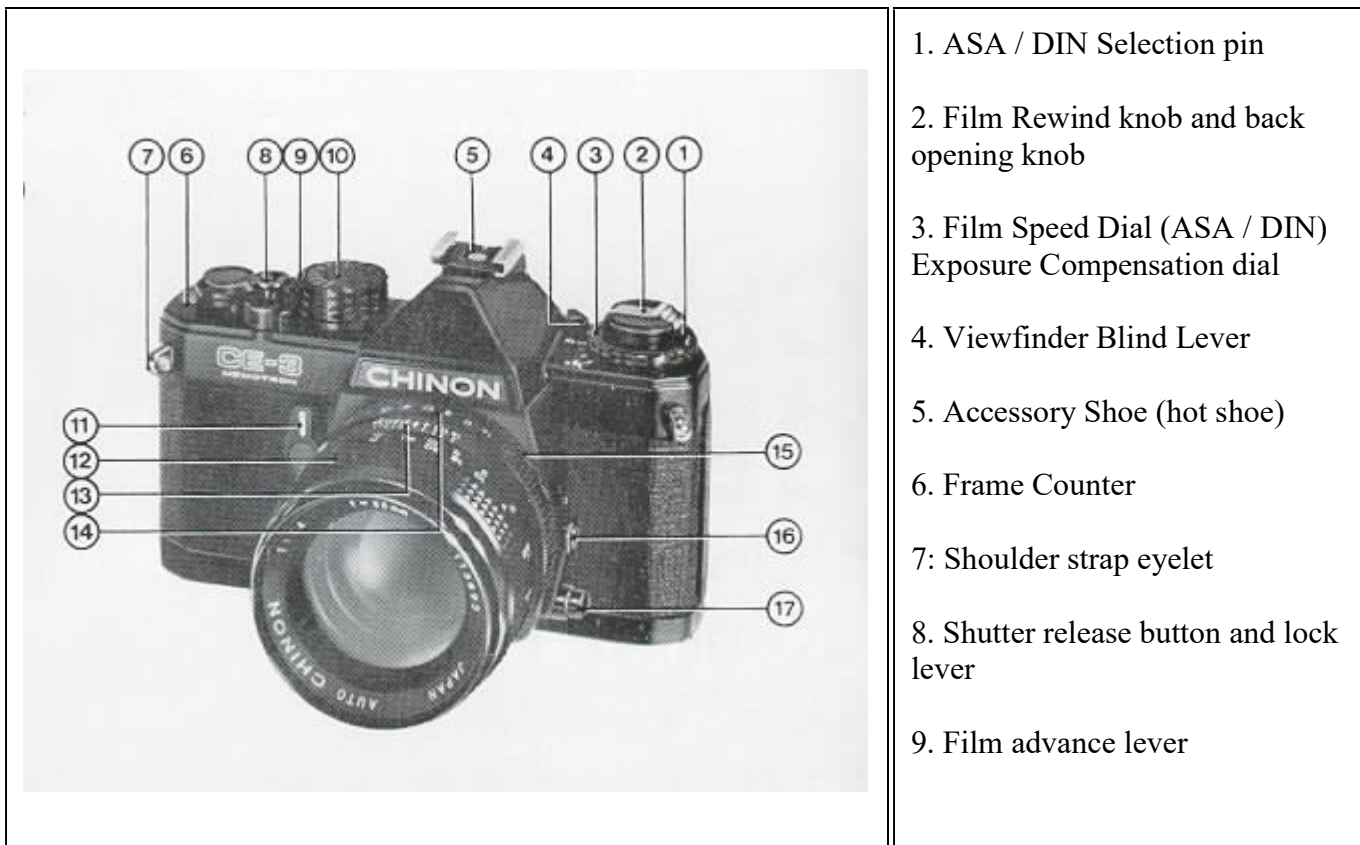 7 6 8 9 10 5 4 3 2 1
CE-3
MEMOTRON
CHINON
11
12
13
14
15
16
17
AUTO CHINON
JAPAN
1. ASA / DIN Selection pin
2. Film Rewind knob and back
opening knob
3. Film Speed Dial (ASA / DIN)
Exposure Compensation dial
4. Viewfinder Blind Lever
5. Accessory Shoe (hot shoe)
6. Frame Counter
7: Shoulder strap eyelet
8. Shutter release button and lock
lever
9. Film advance lever